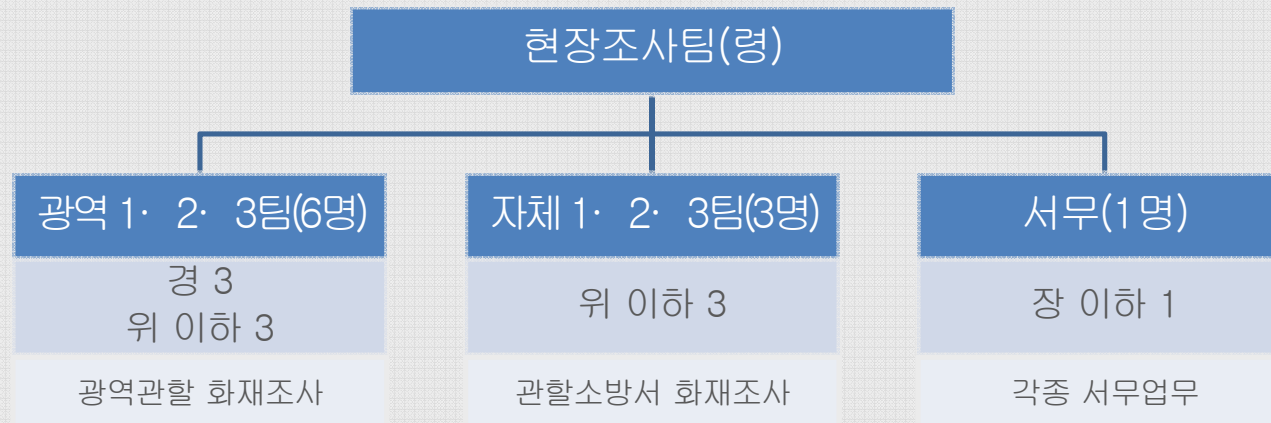 현장조사팀(령)
광역 1· 2· 3팀(6명)
경 3
위 이하 3
광역관할 화재조사
자체 1· 2· 3팀(3명)
위 이하 3
관할소방서 화재조사
서무(1명)
장 이하 1
각종 서무업무